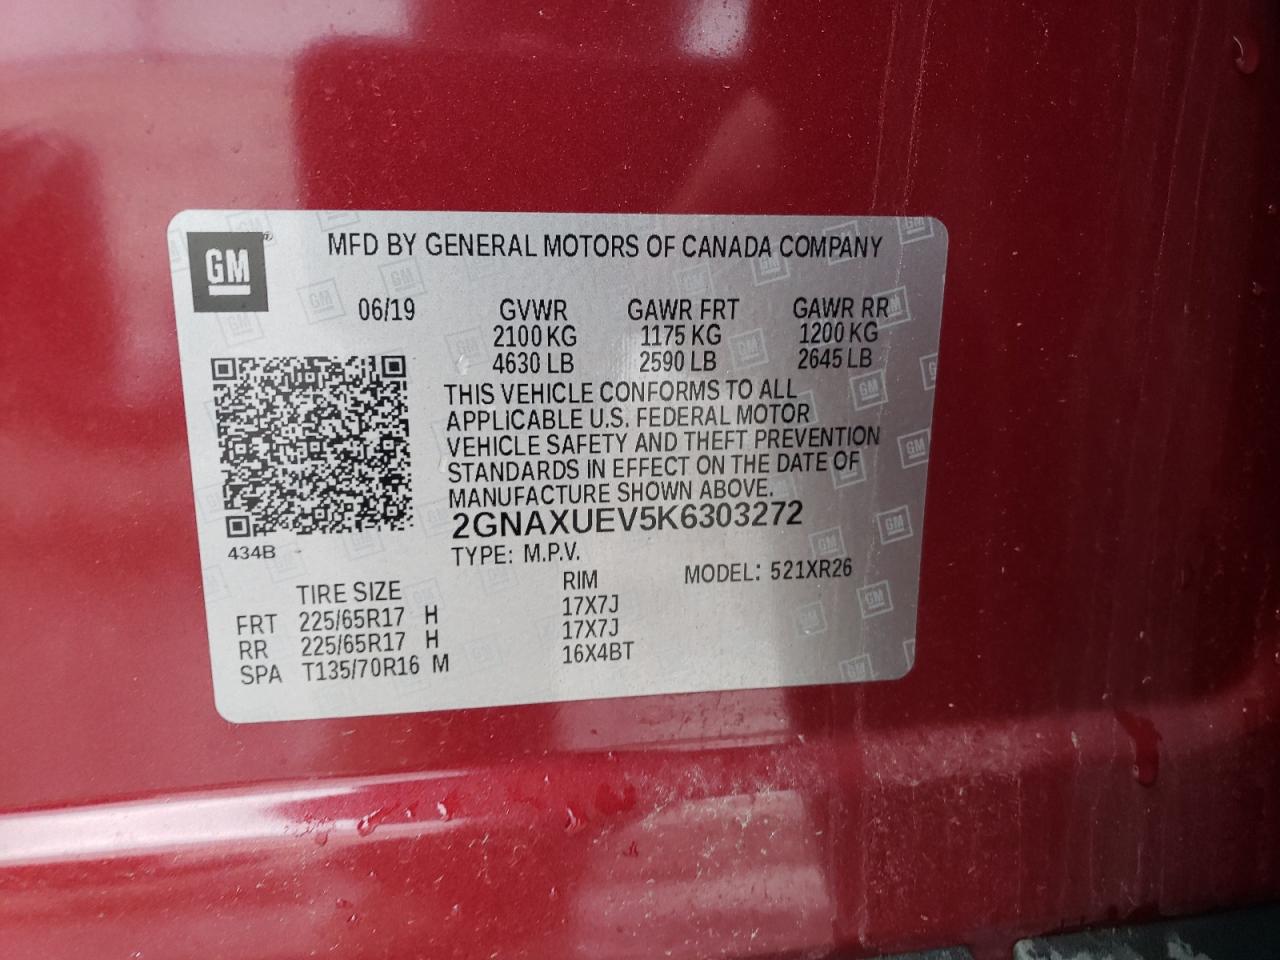 GM
MFD BY GENERAL MOTORS OF CANADA COMPANY
06/19 GVWR GAWR FRT GAWR RR
2100 KG 1175 KG 1200 KG
4630 LB 2590 LB 2645 LB
THIS VEHICLE CONFORMS TO ALL
APPLICABLE U.S. FEDERAL MOTOR
VEHICLE SAFETY AND THEFT PREVENTION
STANDARDS IN EFFECT ON THE DATE OF
MANUFACTURE SHOWN ABOVE.
2GNAXUEV5K6303272
434B
TYPE: M.P.V. MODEL: 521XR26
TIRE SIZE RIM
FRT 225/65R17 H 17X7J
RR 225/65R17 H 17X7J
SPA T135/70R16 M 16X4BT